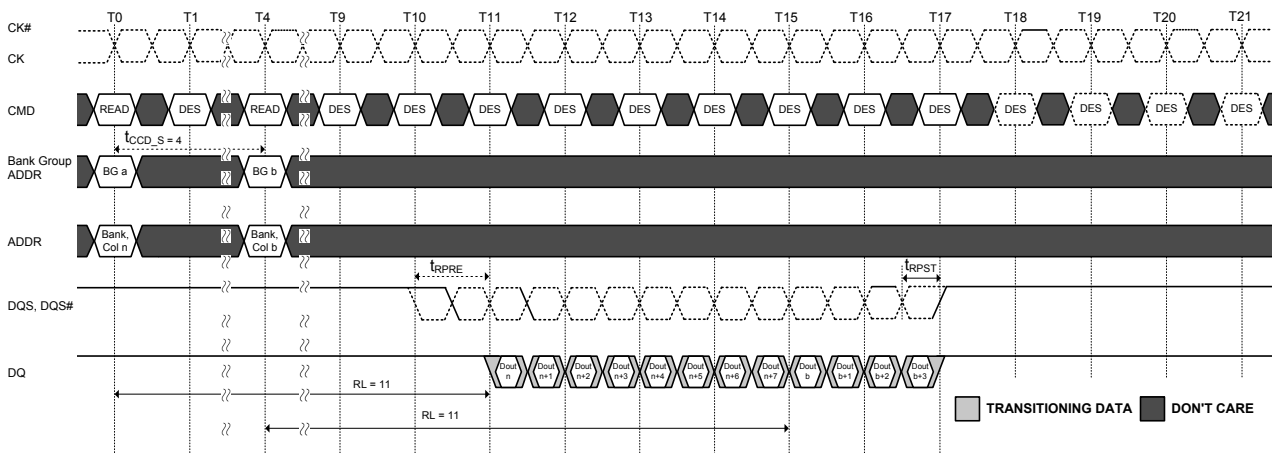 T0 T1 T4 T9 T10 T11 T12 T13 T14 T15 T16 T17 T18 T19 T20 T21
CK#
CK
CMD READ DES READ DES DES DES DES DES DES DES DES DES DES DES DES DES
tCCD_S = 4
Bank Group
ADDR
BG a BG b
ADDR
Bank,
Col n
Bank,
Col b
tRPRE tRPST
DQS, DQS#
DQ
Dout
n
Dout
n+1
Dout
n+2
Dout
n+3
Dout
n+4
Dout
n+5
Dout
n+6
Dout
n+7
Dout
b
Dout
b+1
Dout
b+2
Dout
b+3
RL = 11
RL = 11
TRANSITIONING DATA DON'T CARE